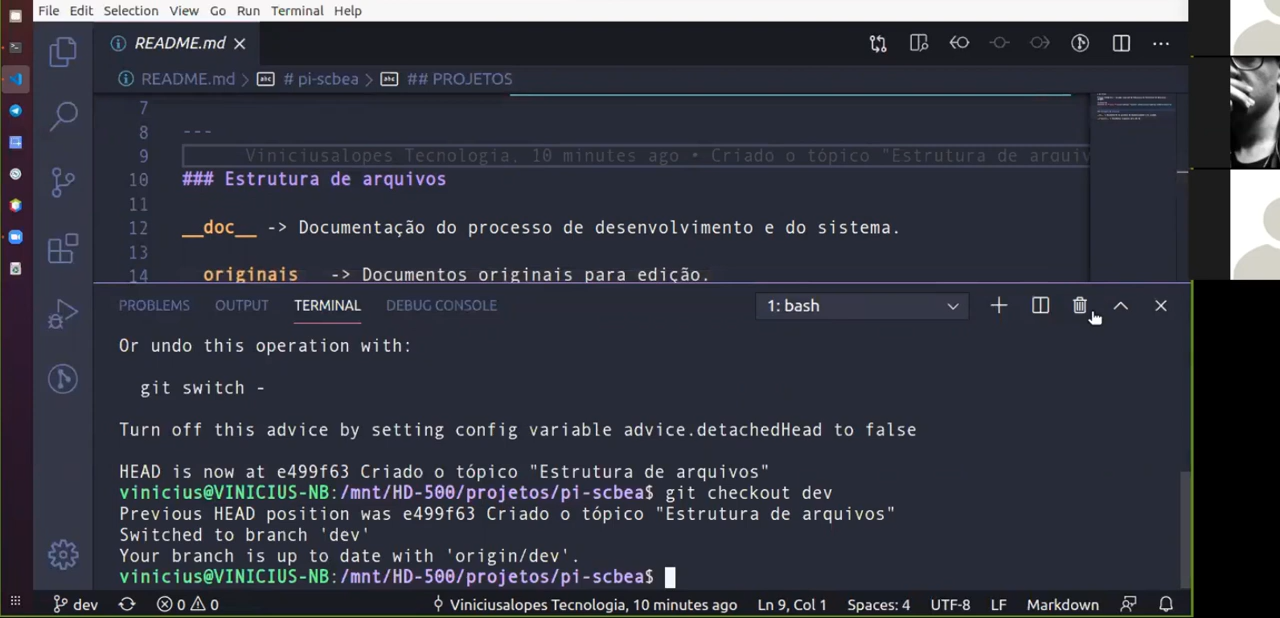 File Edit Selection View Go Run Terminal Help
README.md
README.md > # pi-scbea > ## PROJETOS
7
8 ---
9 Viniciusalopes Tecnologia, 10 minutes ago • Criado o tópico "Estrutura de arquiv
10 ### Estrutura de arquivos
11
12 __doc__ -> Documentação do processo de desenvolvimento e do sistema.
13
14 originais -> Documentos originais para edição.
PROBLEMS OUTPUT TERMINAL DEBUG CONSOLE 1: bash
Or undo this operation with:
git switch -
Turn off this advice by setting config variable advice.detachedHead to false
HEAD is now at e499f63 Criado o tópico "Estrutura de arquivos"
vinicius@VINICIUS-NB:/mnt/HD-500/projetos/pi-scbea$ git checkout dev
Previous HEAD position was e499f63 Criado o tópico "Estrutura de arquivos"
Switched to branch 'dev'
Your branch is up to date with 'origin/dev'.
vinicius@VINICIUS-NB:/mnt/HD-500/projetos/pi-scbea$
dev 0 0 Viniciusalopes Tecnologia, 10 minutes ago Ln 9, Col 1 Spaces: 4 UTF-8 LF Markdown